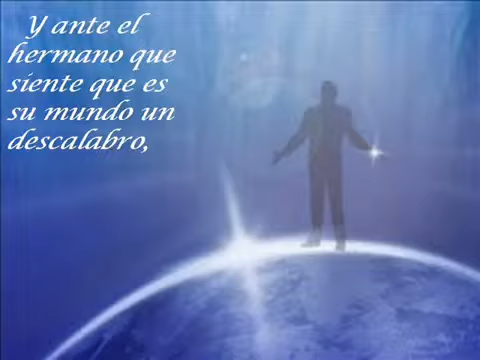 Y ante el
hermano que
siente que es
su mundo un
descalabro,